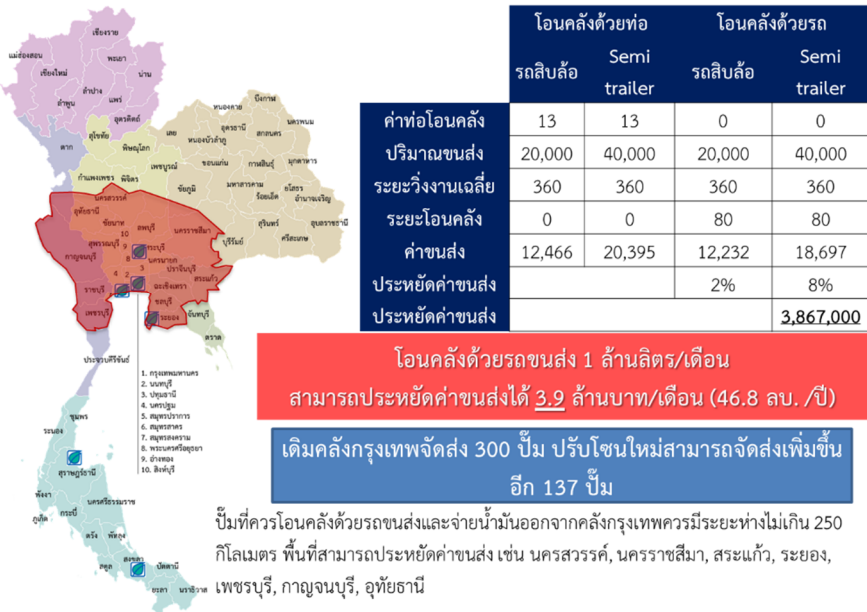 โอนคลังด้วยท่อ โอนคลังด้วยรถ
รถสิบล้อ Semi trailer รถสิบล้อ Semi trailer
ค่าท่อโอนคลัง 13 13 0 0
ปริมาณขนส่ง 20,000 40,000 20,000 40,000
ระยะวิ่งงานเฉลี่ย 360 360 360 360
ระยะโอนคลัง 0 0 80 80
ค่าขนส่ง 12,466 20,395 12,232 18,697
ประหยัดค่าขนส่ง 2% 8%
ประหยัดค่าขนส่ง 3,867,000
โอนคลังด้วยรถขนส่ง 1 ล้านลิตร/เดือน
สามารถประหยัดค่าขนส่งได้ 3.9 ล้านบาท/เดือน (46.8 ลบ. /ปี)
เดิมคลังกรุงเทพจัดส่ง 300 ปั๊ม ปรับโซนใหม่สามารถจัดส่งเพิ่มขึ้น
อีก 137 ปั๊ม
ปั๊มที่ควรโอนคลังด้วยรถขนส่งและจ่ายน้ำมันออกจากคลังกรุงเทพควรมีระยะห่างไม่เกิน 250
กิโลเมตร พื้นที่สามารถประหยัดค่าขนส่ง เช่น นครสวรรค์, นครราชสีมา, สระแก้ว, ระยอง,
เพชรบุรี, กาญจนบุรี, อุทัยธานี
เชียงราย
แม่ฮ่องสอน
พะเยา
เชียงใหม่
น่าน
ลำปาง
ลำพูน
แพร่
อุตรดิตถ์
สุโขทัย
ตาก
พิษณุโลก
เพชรบูรณ์
กำแพงเพชร
พิจิตร
นครสวรรค์
อุทัยธานี
ชัยนาท
ลพบุรี
นครราชสีมา
10
9
สุพรรณบุรี
สระบุรี
8
นครนายก
กาญจนบุรี
ปราจีนบุรี
4
2
3
สระแก้ว
ราชบุรี
ฉะเชิงเทรา
ชลบุรี
เพชรบุรี
ระยอง
จันทบุรี
ตราด
บึงกาฬ
หนองคาย
เลย
อุดรธานี
นครพนม
หนองบัวลำภู
สกลนคร
ขอนแก่น
กาฬสินธุ์
มุกดาหาร
ชัยภูมิ
มหาสารคาม
ร้อยเอ็ด
ยโสธร
อำนาจเจริญ
บุรีรัมย์
สุรินทร์
ศรีสะเกษ
อุบลราชธานี
ประจวบคีรีขันธ์
1. กรุงเทพมหานคร
2. นนทบุรี
3. ปทุมธานี
4. นครปฐม
5. สมุทรปราการ
6. สมุทรสาคร
7. สมุทรสงคราม
8. พระนครศรีอยุธยา
9. อ่างทอง
10. สิงห์บุรี
ชุมพร
ระนอง
สุราษฎร์ธานี
พังงา
นครศรีธรรมราช
ภูเก็ต
กระบี่
ตรัง
พัทลุง
สตูล
สงขลา
ปัตตานี
ยะลา
นราธิวาส